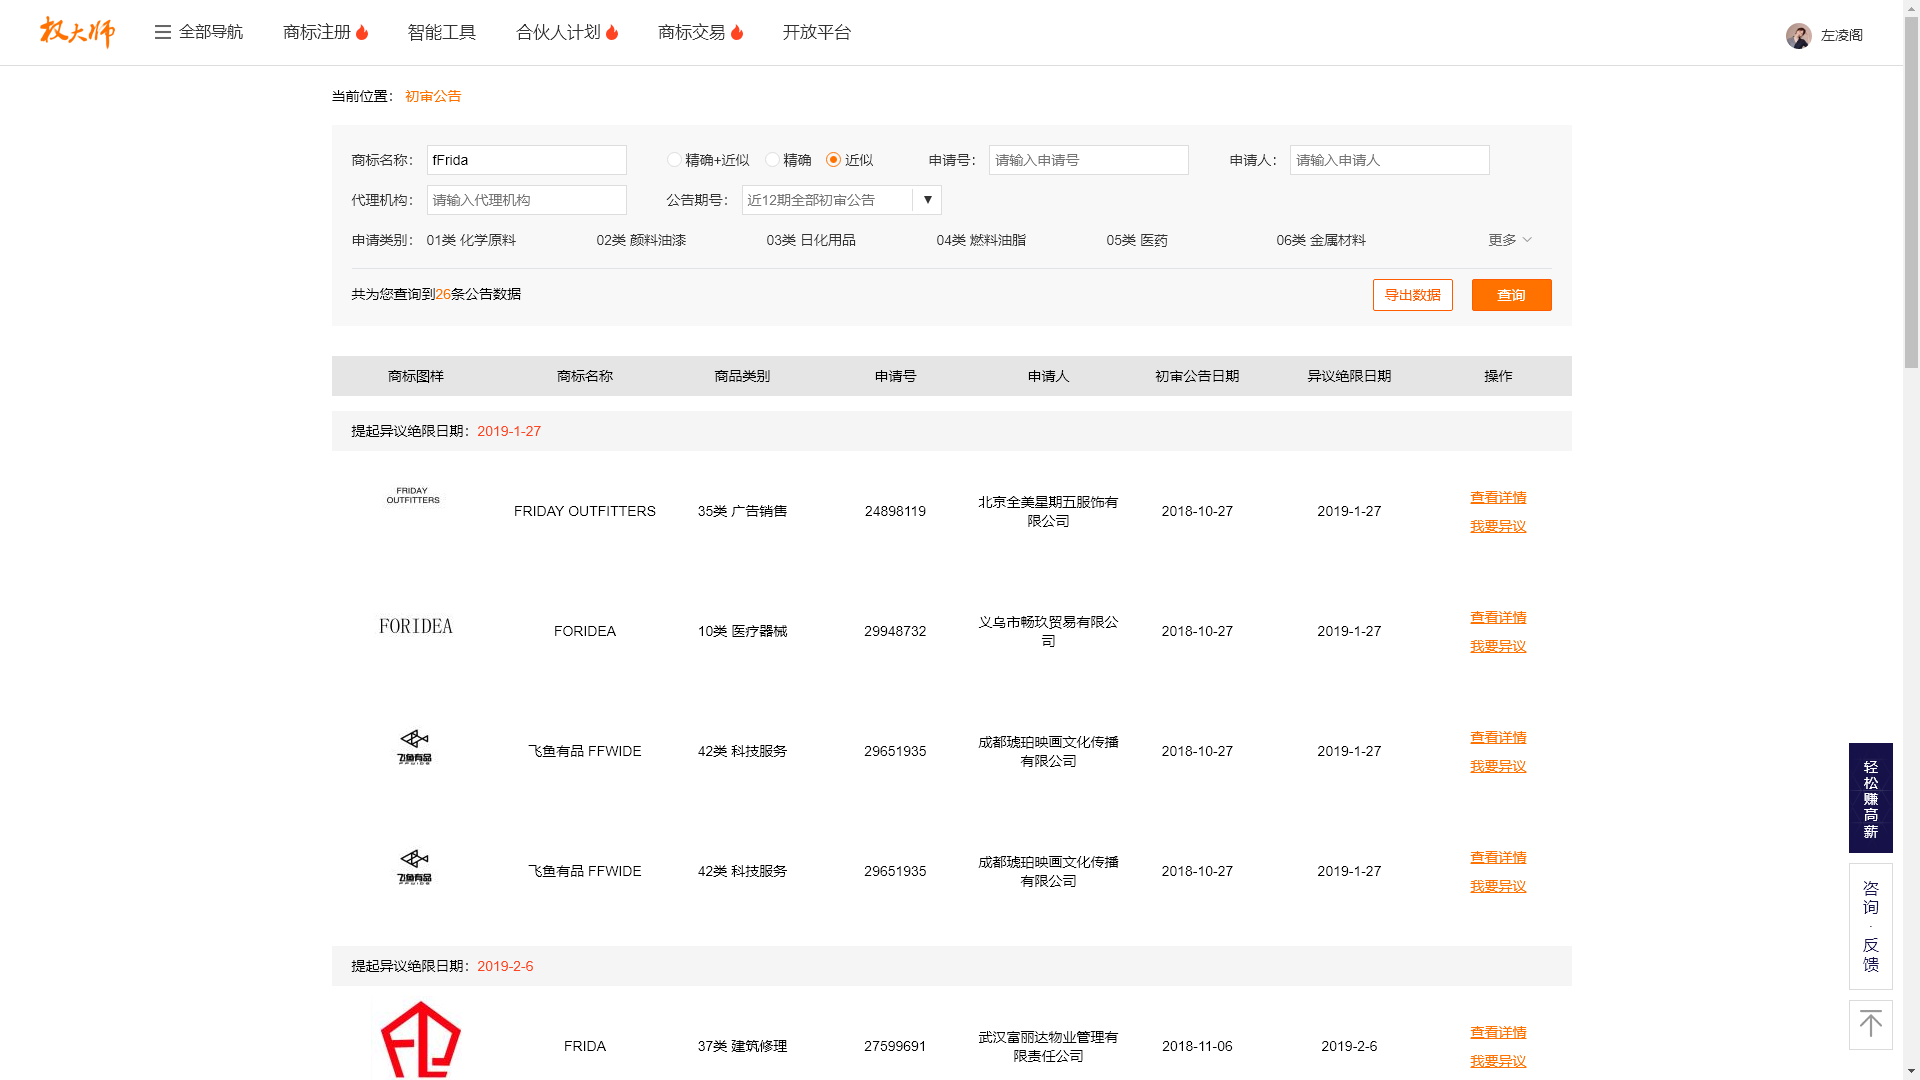 权大师 全部导航 商标注册 智能工具 合伙人计划 商标交易 开放平台 左凌阁
当前位置： 初审公告
商标名称： fFrida 精确+近似 精确 近似 申请号： 请输入申请号 申请人： 请输入申请人
代理机构： 请输入代理机构 公告期号： 近12期全部初审公告 ▼
申请类别： 01类 化学原料 02类 颜料油漆 03类 日化用品 04类 燃料油脂 05类 医药 06类 金属材料 更多
共为您查询到26条公告数据 导出数据 查询
商标图样 商标名称 商品类别 申请号 申请人 初审公告日期 异议绝限日期 操作
提起异议绝限日期：2019-1-27
FRIDAY
OUTFITTERS
FRIDAY OUTFITTERS 35类 广告销售 24898119 北京全美星期五服饰有
限公司
2018-10-27 2019-1-27 查看详情
我要异议
FORIDEA
FORIDEA 10类 医疗器械 29948732 义乌市畅玖贸易有限公
司
2018-10-27 2019-1-27 查看详情
我要异议
飞鱼有品
FFWIDE
飞鱼有品 FFWIDE 42类 科技服务 29651935 成都琥珀映画文化传播
有限公司
2018-10-27 2019-1-27 查看详情
我要异议
飞鱼有品
FFWIDE
飞鱼有品 FFWIDE 42类 科技服务 29651935 成都琥珀映画文化传播
有限公司
2018-10-27 2019-1-27 查看详情
我要异议
提起异议绝限日期：2019-2-6
FRIDA 37类 建筑修理 27599691 武汉富丽达物业管理有
限责任公司
2018-11-06 2019-2-6 查看详情
我要异议
轻松赚高薪
咨询·反馈